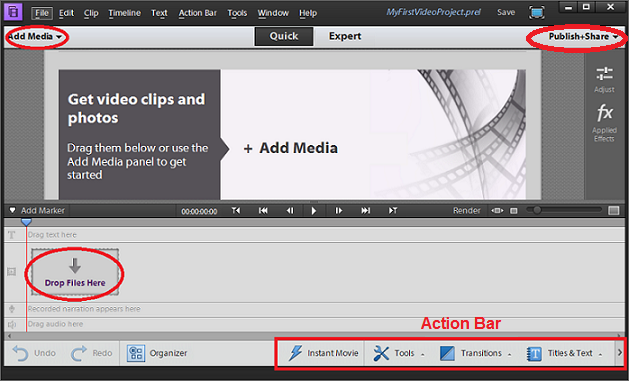 File Edit Clip Timeline Text Action Bar Tools Window Help MyFirstVideoProject.prel Save
Add Media Quick Expert Publish+Share
Get video clips and
photos
Drag them below or use the
Add Media panel to get
started
+ Add Media
Adjust
fx
Applied
Effects
Add Marker 00:00:00:00 Render
T Drag text here
Drop Files Here
Recorded narration appears here
Drag audio here
Action Bar
Undo Redo Organizer Instant Movie Tools Transitions Titles & Text